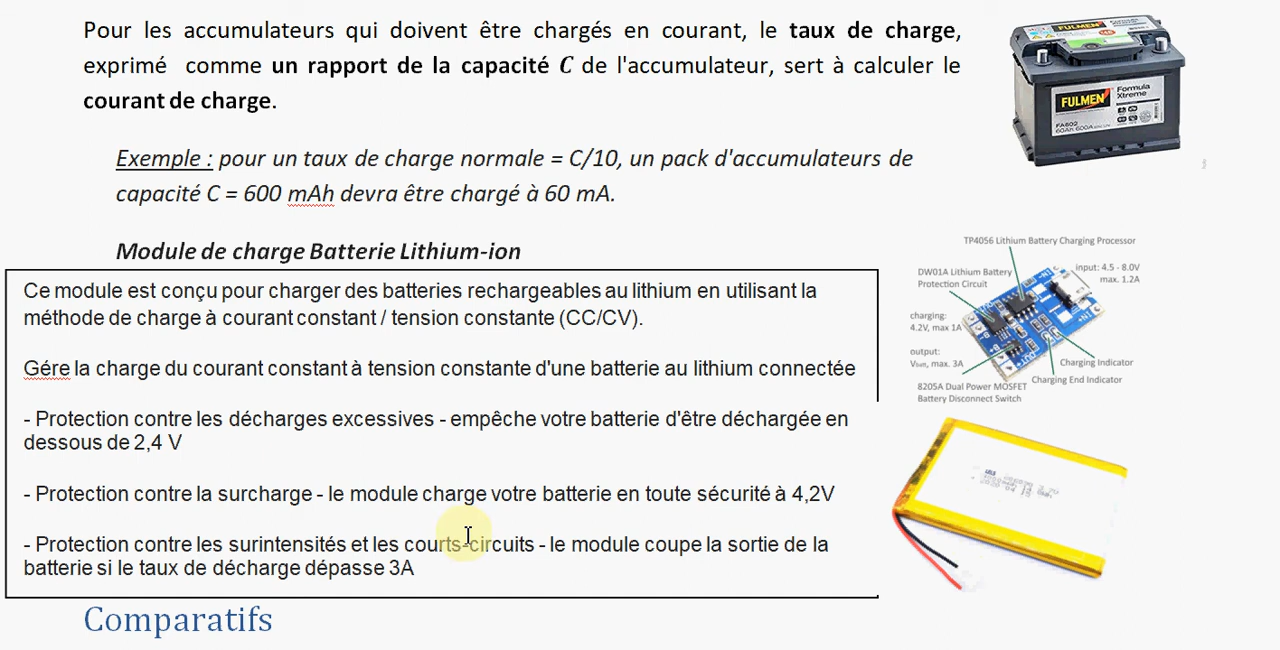 Pour les accumulateurs qui doivent être chargés en courant, le taux de charge,
exprimé comme un rapport de la capacité C de l'accumulateur, sert à calculer le
courant de charge.
FULMEN
FULMEN
Formula
Xtreme
FA602
60Ah 600A
Exemple : pour un taux de charge normale = C/10, un pack d'accumulateurs de
capacité C = 600 mAh devra être chargé à 60 mA.
Module de charge Batterie Lithium-ion
Ce module est conçu pour charger les batteries rechargeables au lithium en utilisant la
méthode de charge à courant constant / tension constante (CC/CV).
Gére la charge du courant constant à tension constante d'une batterie au lithium connectée
- Protection contre les décharges excessives - empêche votre batterie d'être déchargée en
dessous de 2,4 V
- Protection contre la surcharge - le module charge votre batterie en toute sécurité à 4,2V
- Protection contre les surintensités et les courts-circuits - le module coupe la sortie de la
batterie si le taux de décharge dépasse 3A
TP4056 Lithium Battery Charging Processor
DW01A Lithium Battery
Protection Circuit
input: 4.5 - 8.0V
max. 1.2A
charging:
4.2V, max 1A
output:
Vbatt, max. 3A
Charging Indicator
Charging End Indicator
8205A Dual Power MOSFET
Battery Disconnect Switch
Comparatifs